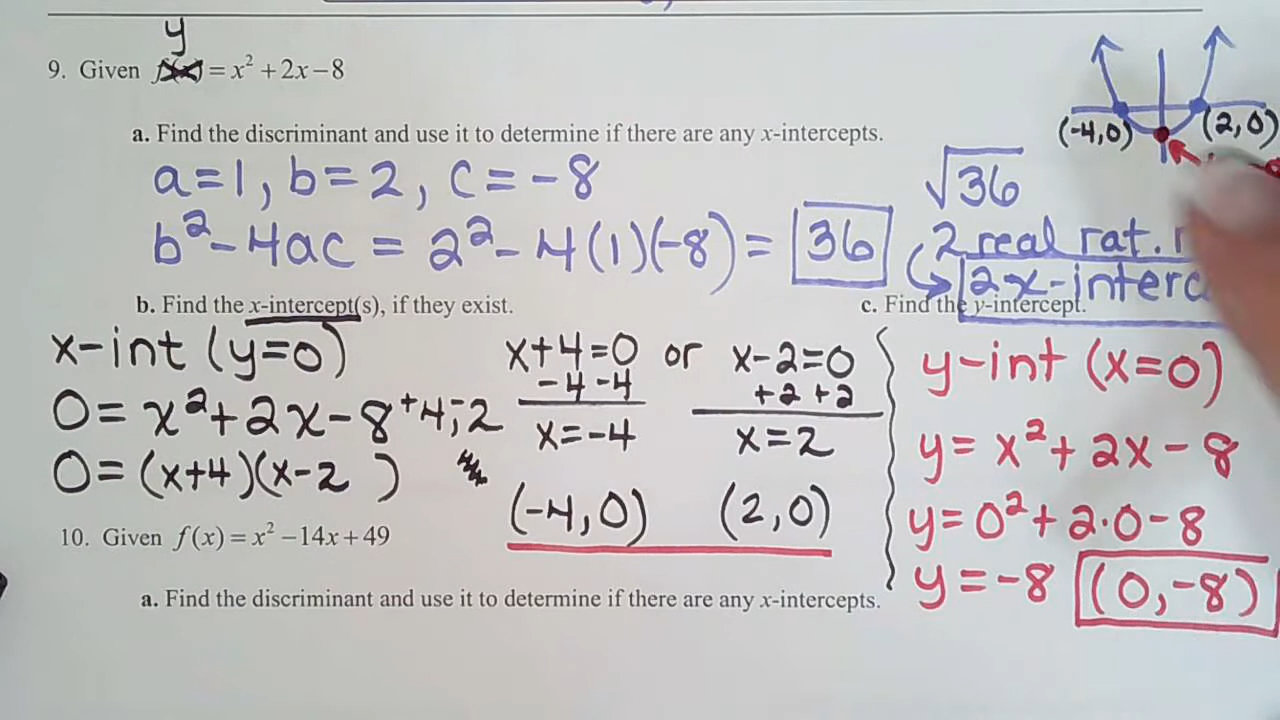 y
9. Given f(x) = x² + 2x − 8
(-4,0) (2,0)
a. Find the discriminant and use it to determine if there are any x-intercepts.
a=1, b=2, c=-8
√36
b²-4ac = 2²-4(1)(-8) = 36
2 real rat.
2 x-interc
b. Find the x-intercept(s), if they exist.
c. Find the y-intercept.
x-int (y=0)
0=x²+2x-8 +4,-2
0=(x+4)(x-2 )
x+4=0 or x-2=0
-4 -4 +2 +2
x=-4 x=2
(-4,0) (2,0)
y-int (x=0)
y=x²+2x-8
y=0²+2·0-8
y=-8 (0,-8)
10. Given f(x) = x² − 14x + 49
a. Find the discriminant and use it to determine if there are any x-intercepts.